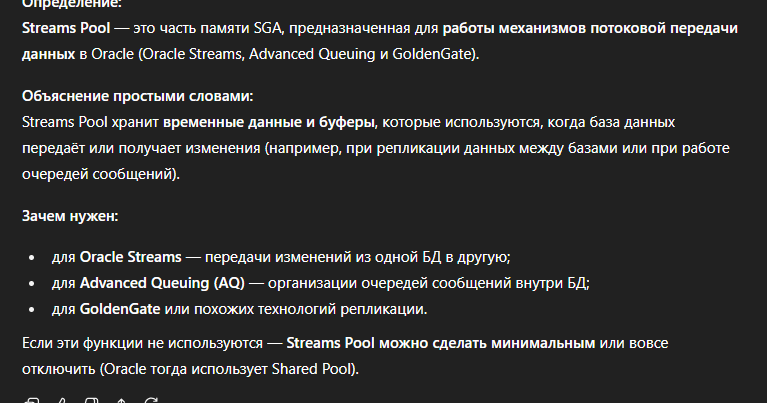 Определение:
Streams Pool — это часть памяти SGA, предназначенная для работы механизмов потоковой передачи
данных в Oracle (Oracle Streams, Advanced Queuing и GoldenGate).
Объяснение простыми словами:
Streams Pool хранит временные данные и буферы, которые используются, когда база данных
передаёт или получает изменения (например, при репликации данных между базами или при работе
очередей сообщений).
Зачем нужен:
• для Oracle Streams — передачи изменений из одной БД в другую;
• для Advanced Queuing (AQ) — организации очередей сообщений внутри БД;
• для GoldenGate или похожих технологий репликации.
Если эти функции не используются — Streams Pool можно сделать минимальным или вовсе
отключить (Oracle тогда использует Shared Pool).